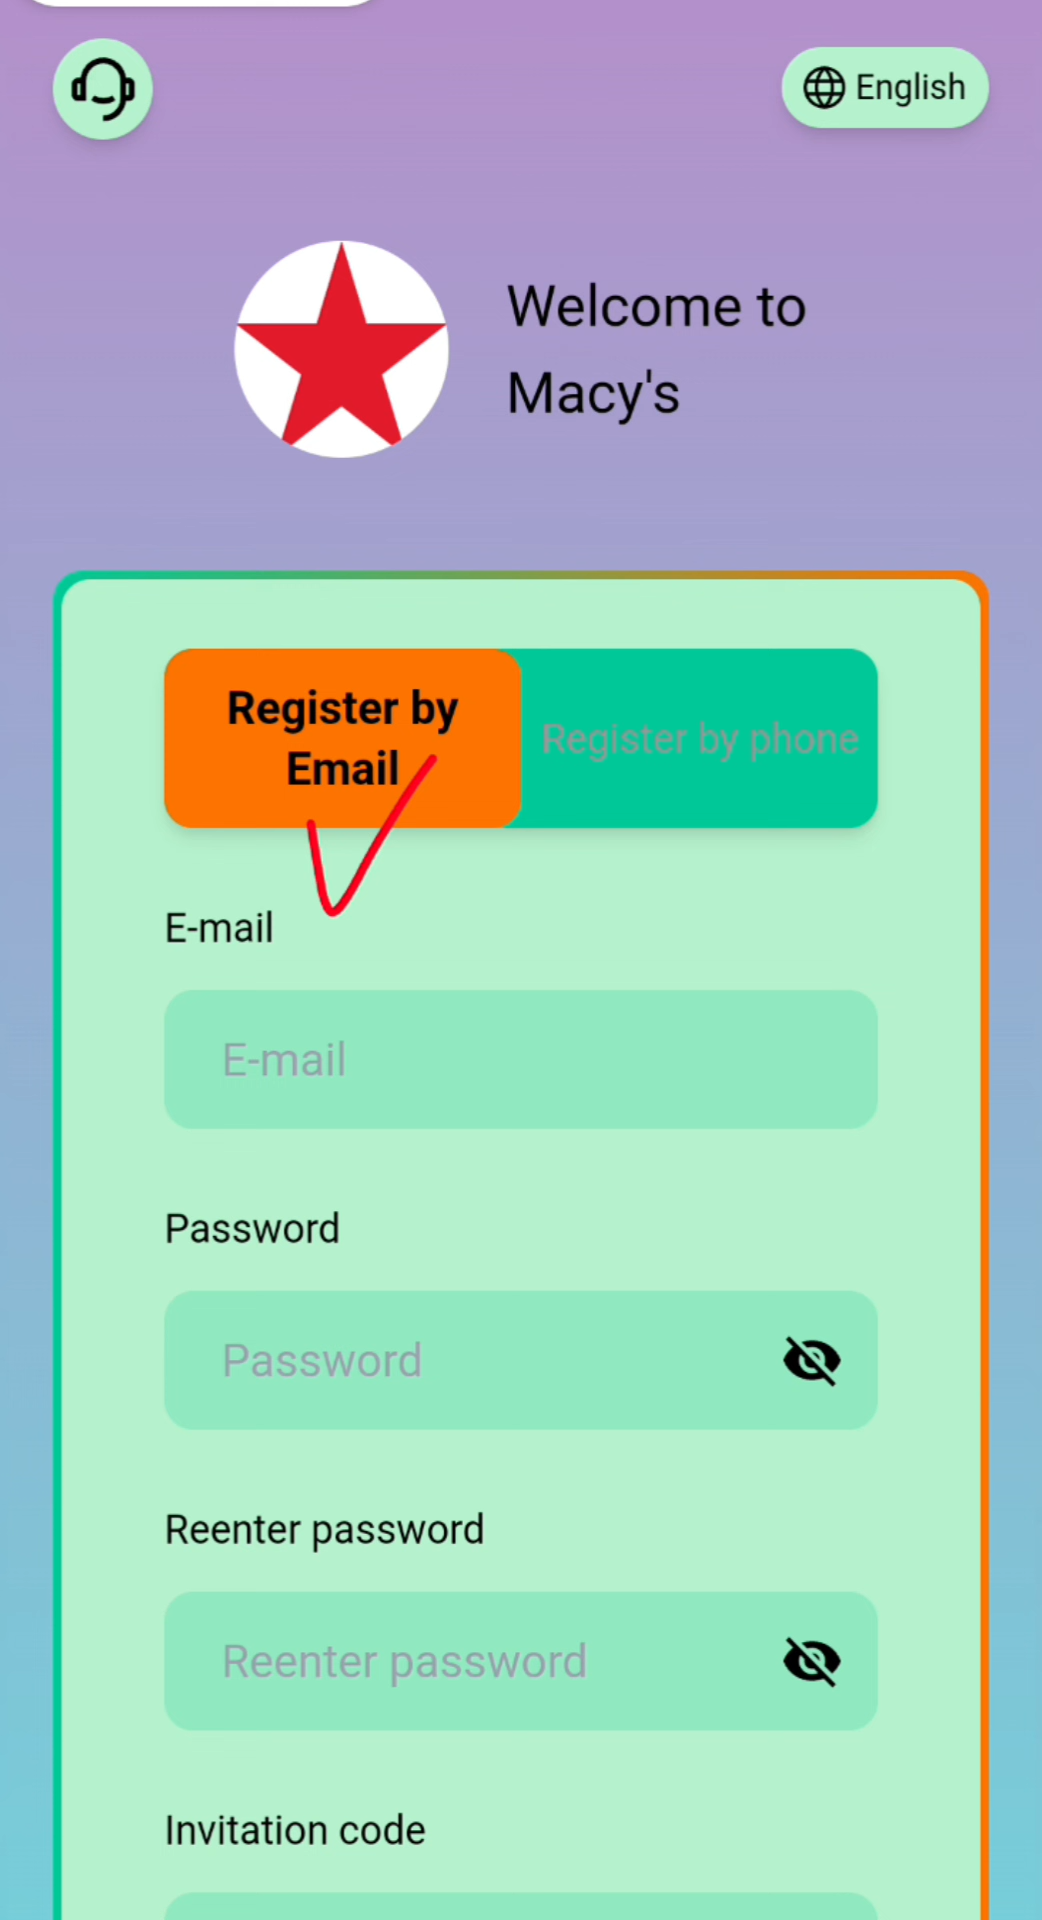 English
Welcome to
Macy's
Register by
Email
Register by phone
E-mail
E-mail
Password
Password
Reenter password
Reenter password
Invitation code